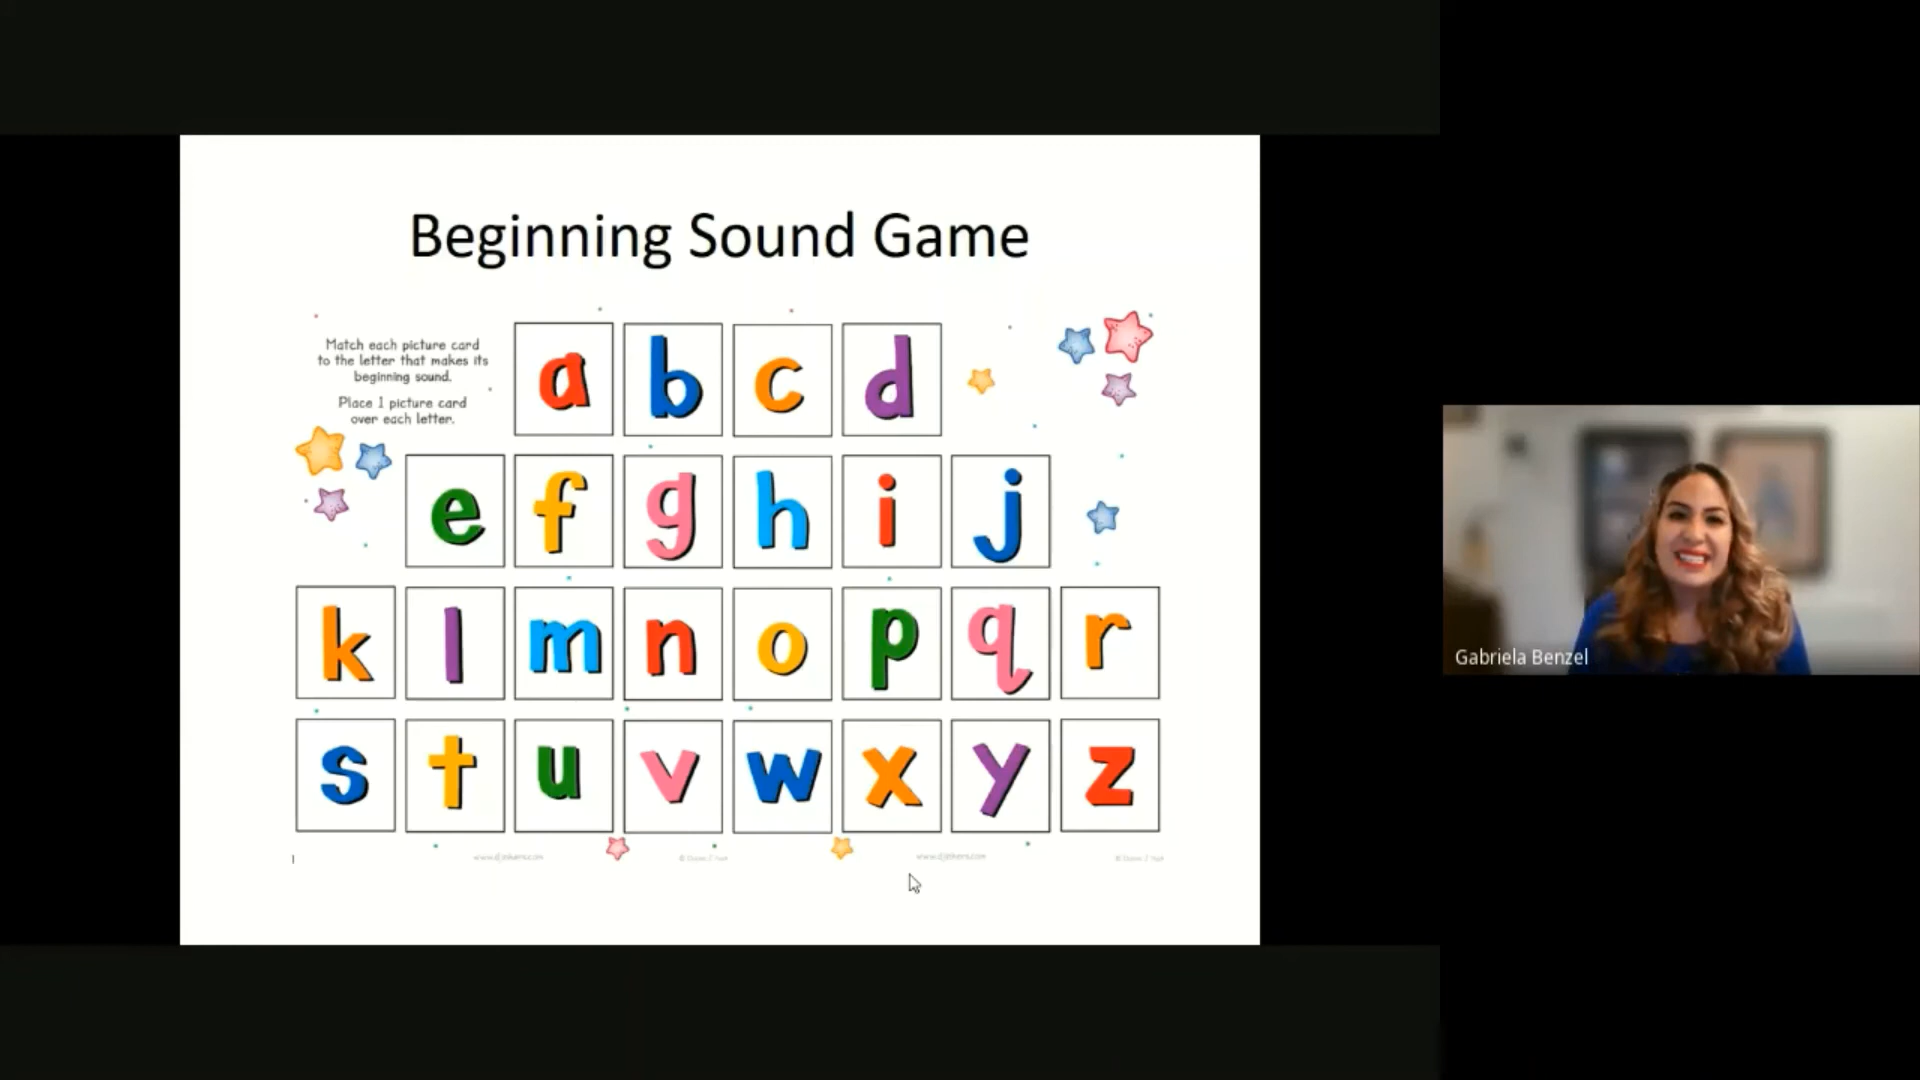 Beginning Sound Game
Match each picture card
to the letter that makes its
beginning sound.
Place 1 picture card
over each letter.
a b c d
e f g h i j
k l m n o p q r
s t u v w x y z
Gabriela Benzel